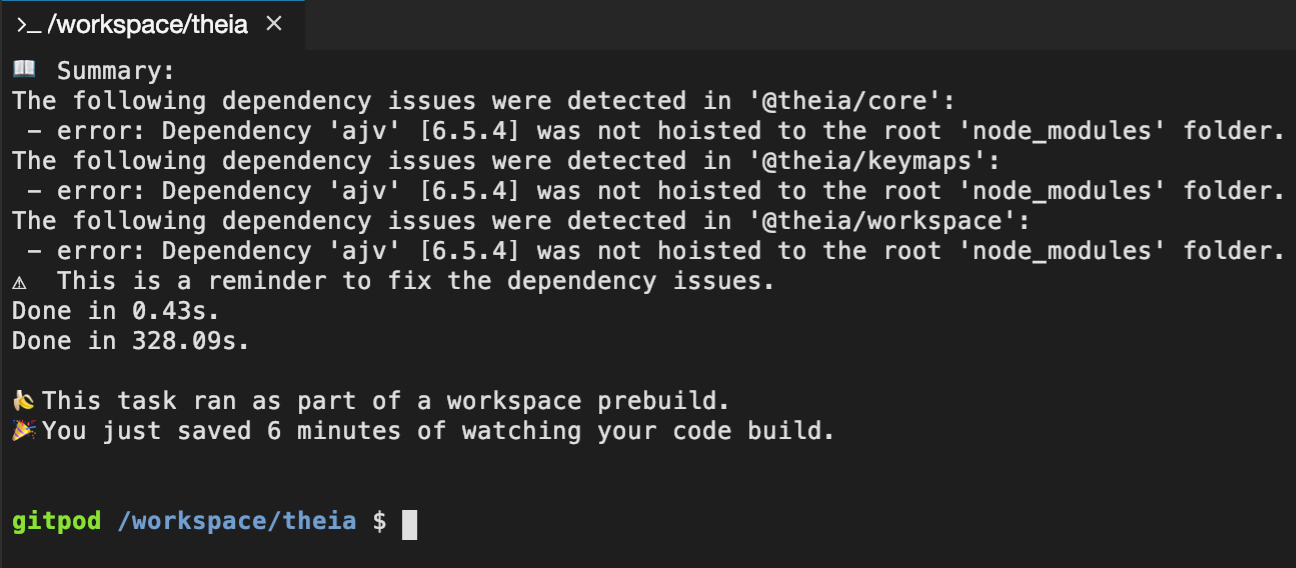 >_ /workspace/theia ×
📖 Summary:
The following dependency issues were detected in '@theia/core':
– error: Dependency 'ajv' [6.5.4] was not hoisted to the root 'node_modules' folder.
The following dependency issues were detected in '@theia/keymaps':
– error: Dependency 'ajv' [6.5.4] was not hoisted to the root 'node_modules' folder.
The following dependency issues were detected in '@theia/workspace':
– error: Dependency 'ajv' [6.5.4] was not hoisted to the root 'node_modules' folder.
⚠ This is a reminder to fix the dependency issues.
Done in 0.43s.
Done in 328.09s.
🍌 This task ran as part of a workspace prebuild.
🎉 You just saved 6 minutes of watching your code build.
gitpod /workspace/theia $